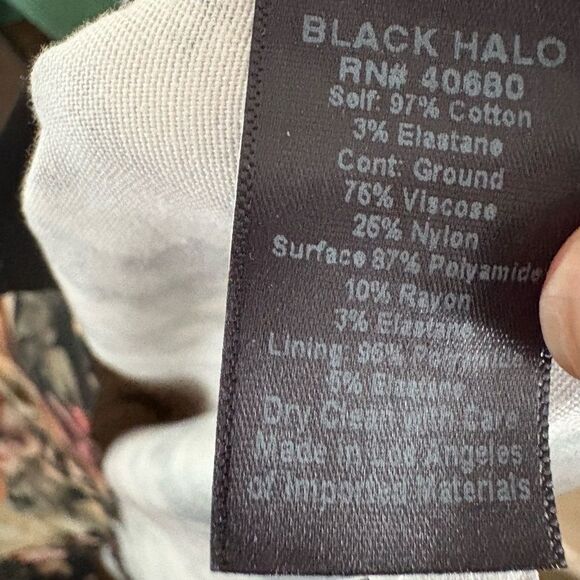 BLACK HALO
RN# 40680
Self: 97% Cotton
3% Elastane
Cont: Ground
75% Viscose
25% Nylon
Surface 87% Polyamide
10% Rayon
3% Elastane
Lining: 95%
5% Elastane
Dry Clean with Care
Made in Los Angeles
of Imported Materials